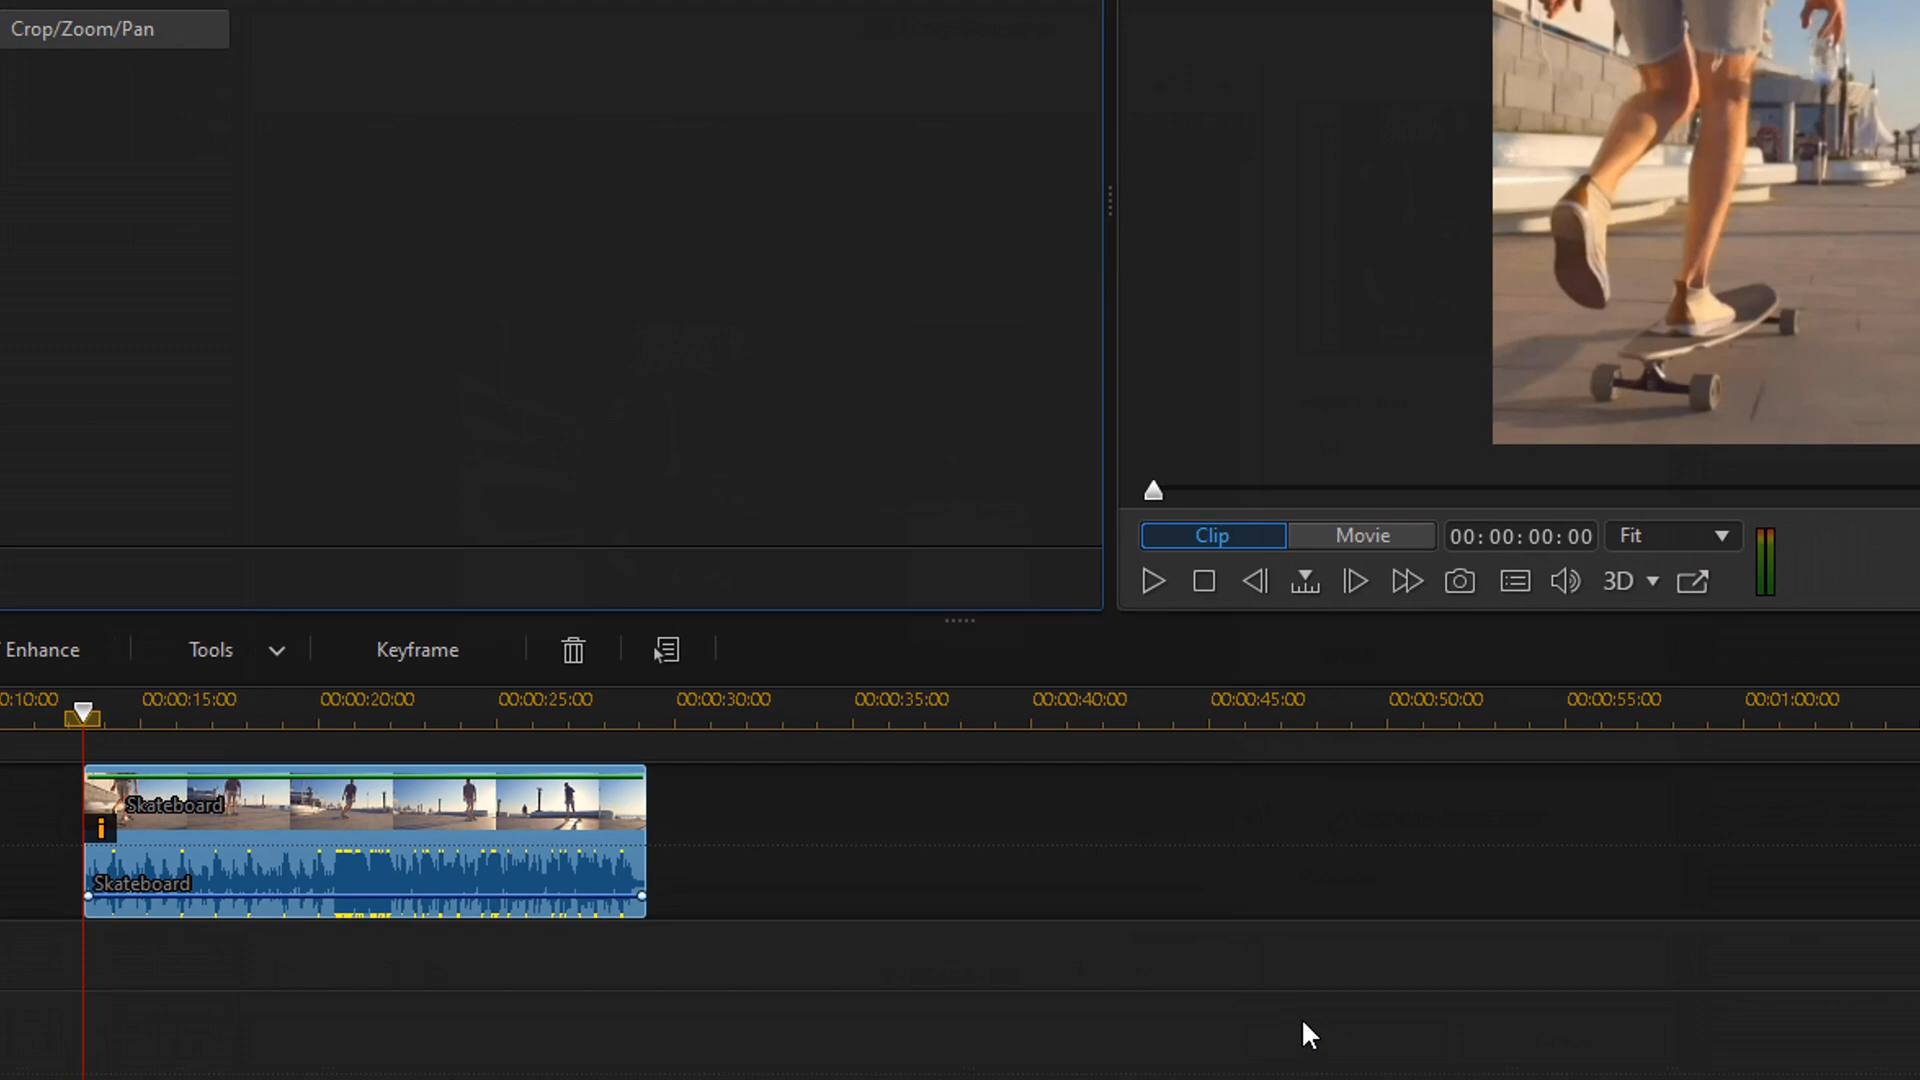 Crop/Zoom/Pan
Clip
Movie
00:00:00:00
Fit
3D
Enhance
Tools
Keyframe
0:10:00
00:00:15:00
00:00:20:00
00:00:25:00
00:00:30:00
00:00:35:00
00:00:40:00
00:00:45:00
00:00:50:00
00:00:55:00
00:01:00:00
Skateboard
i
Skateboard